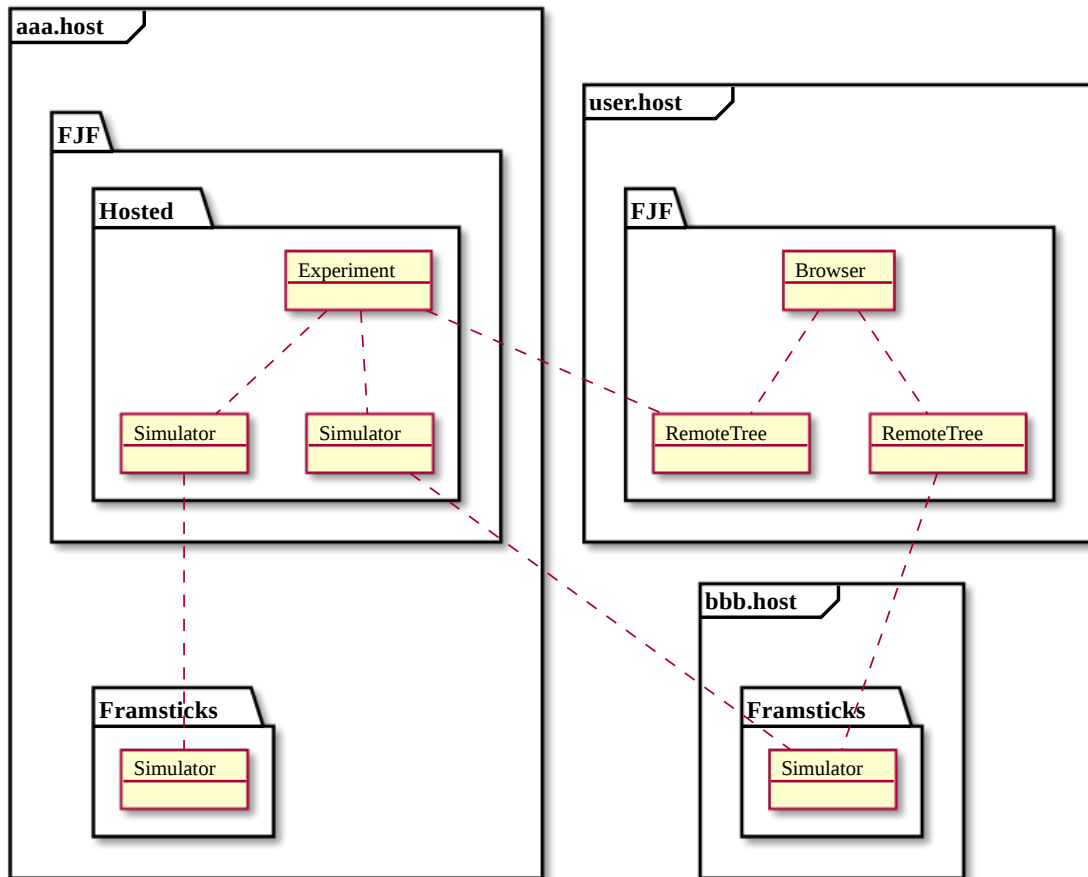 aaa.host
FJF
Hosted
Experiment
Simulator
Simulator
Framsticks
Simulator
user.host
FJF
Browser
RemoteTree
RemoteTree
bbb.host
Framsticks
Simulator